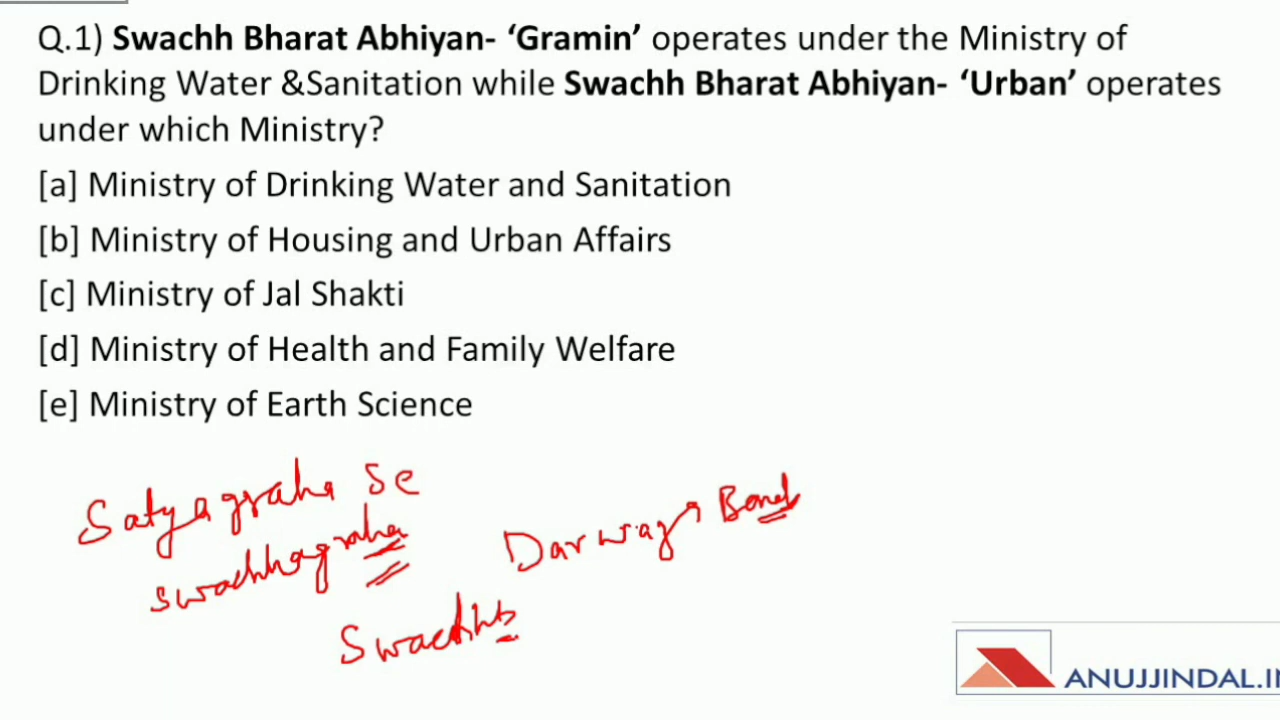 Q.1) Swachh Bharat Abhiyan- ‘Gramin’ operates under the Ministry of
Drinking Water &Sanitation while Swachh Bharat Abhiyan- ‘Urban’ operates
under which Ministry?
[a] Ministry of Drinking Water and Sanitation
[b] Ministry of Housing and Urban Affairs
[c] Ministry of Jal Shakti
[d] Ministry of Health and Family Welfare
[e] Ministry of Earth Science
Satyagraha Se
swachhagraha
Darwaza Band
ANUJJINDAL.IN